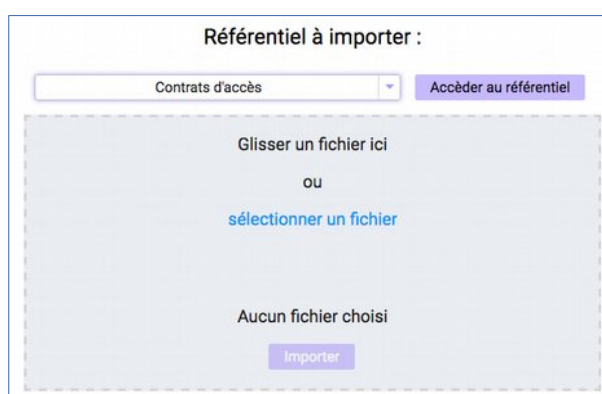 Référentiel à importer :
Contrats d'accès
Accèder au référentiel
Glisser un fichier ici
ou
sélectionner un fichier
Aucun fichier choisi
Importer